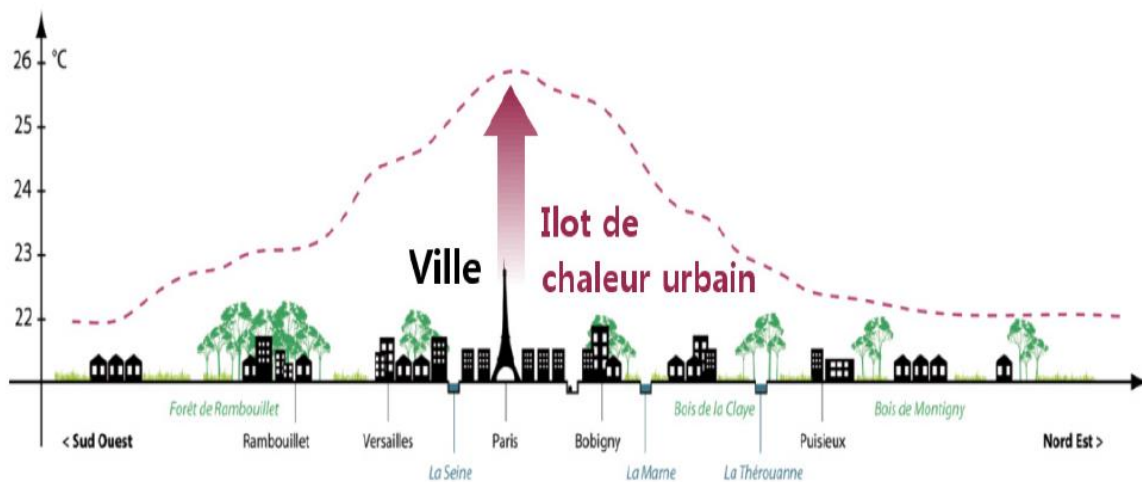 26 °C
25
24
23
22
Ilot de
chaleur urbain
Ville
Forêt de Rambouillet
Bois de la Claye
Bois de Montigny
< Sud Ouest
Rambouillet
Versailles
Paris
Bobigny
Puisieux
Nord Est >
La Seine
La Marne
La Thérouanne